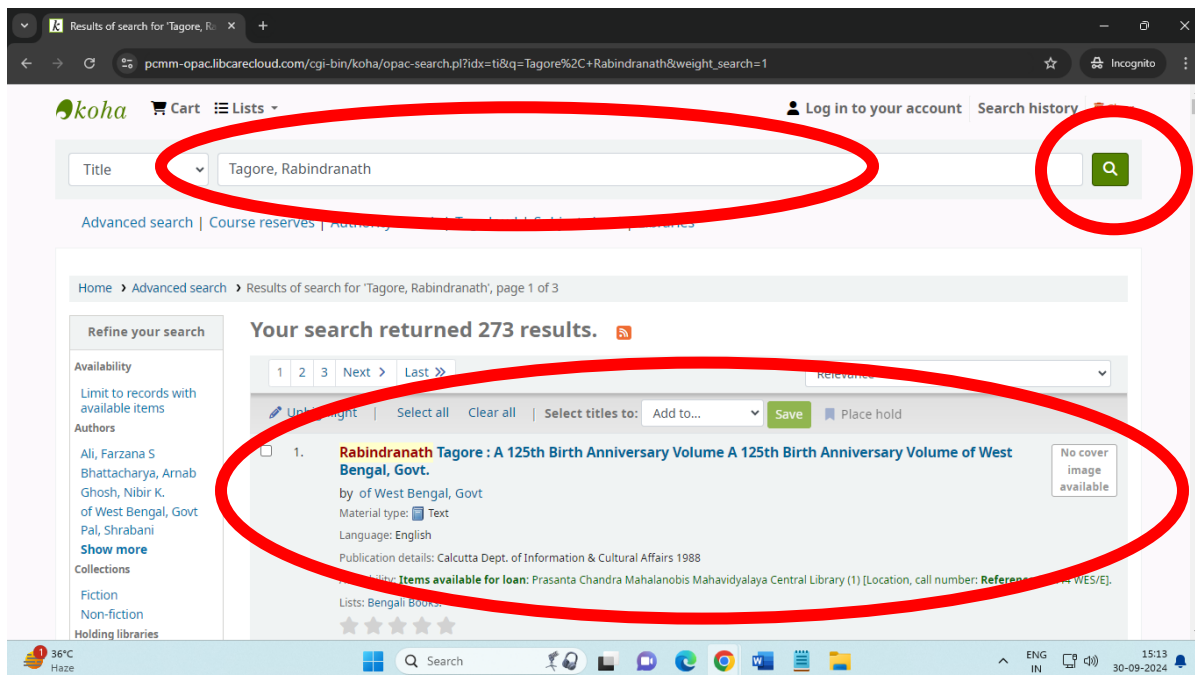 Results of search for 'Tagore, Ra
pcmm-opac.libcarecloud.com/cgi-bin/koha/opac-search.pl?idx=ti&q=Tagore%2C+Rabindranath&weight_search=1
Incognito
koha Cart Lists Log in to your account Search history
Title Tagore, Rabindranath
Advanced search | Course reserves |
Home > Advanced search > Results of search for 'Tagore, Rabindranath', page 1 of 3
Refine your search
Your search returned 273 results.
Availability
1 2 3 Next > Last >>
Relevance
Limit to records with
available items
Unhighlight | Select all Clear all | Select titles to: Add to... Save Place hold
Authors
Ali, Farzana S
Bhattacharya, Arnab
Ghosh, Nibir K.
of West Bengal, Govt
Pal, Shrabani
Show more
Collections
Fiction
Non-fiction
Holding libraries
1. Rabindranath Tagore : A 125th Birth Anniversary Volume A 125th Birth Anniversary Volume of West
Bengal, Govt.
by of West Bengal, Govt
Material type: Text
Language: English
Publication details: Calcutta Dept. of Information & Cultural Affairs 1988
Items available for loan: Prasanta Chandra Mahalanobis Mahavidyalaya Central Library (1) [Location, call number: WES/E].
Lists: Bengali Books.
No cover
image
available
1
36°C
Haze
Search
ENG
IN
15:13
30-09-2024